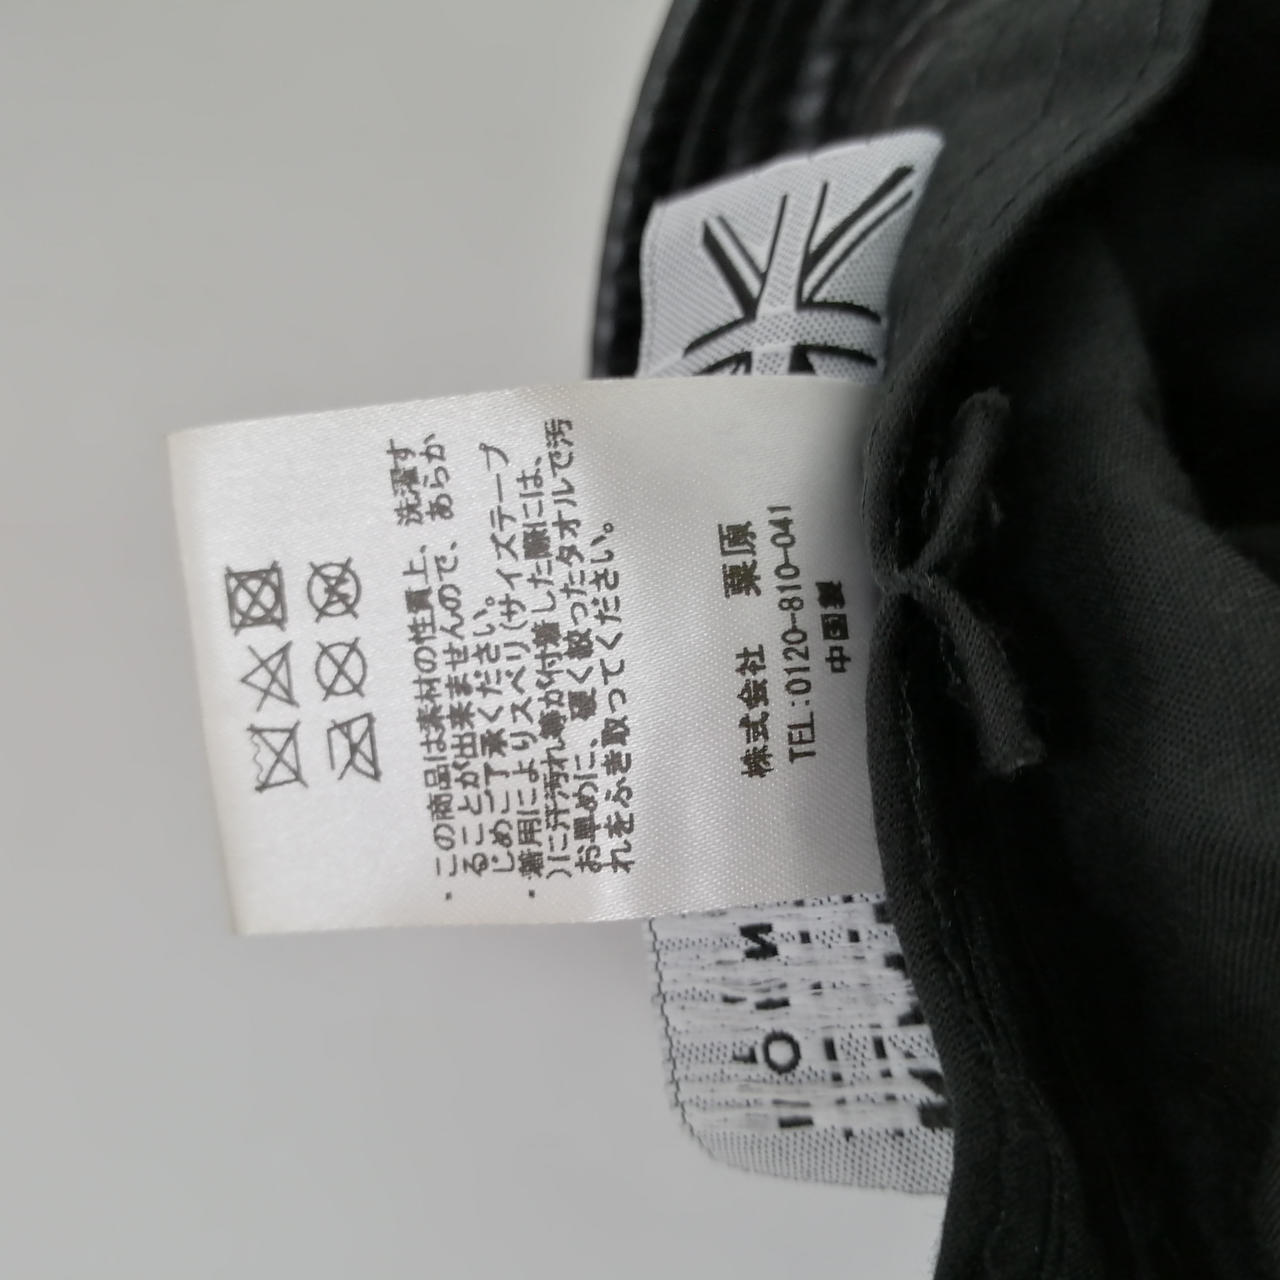 ・この商品は素材の性質上、洗濯す
ることが出来ませんので、あらか
じめご了承ください。
・着用によりスベリ(サイズテープ
)に汗汚れ等が付着した際には、
お早めに、硬く絞ったタオルで汚
れをふき取ってください。
株式会社 栗原
TEL:0120-810-041
中国製